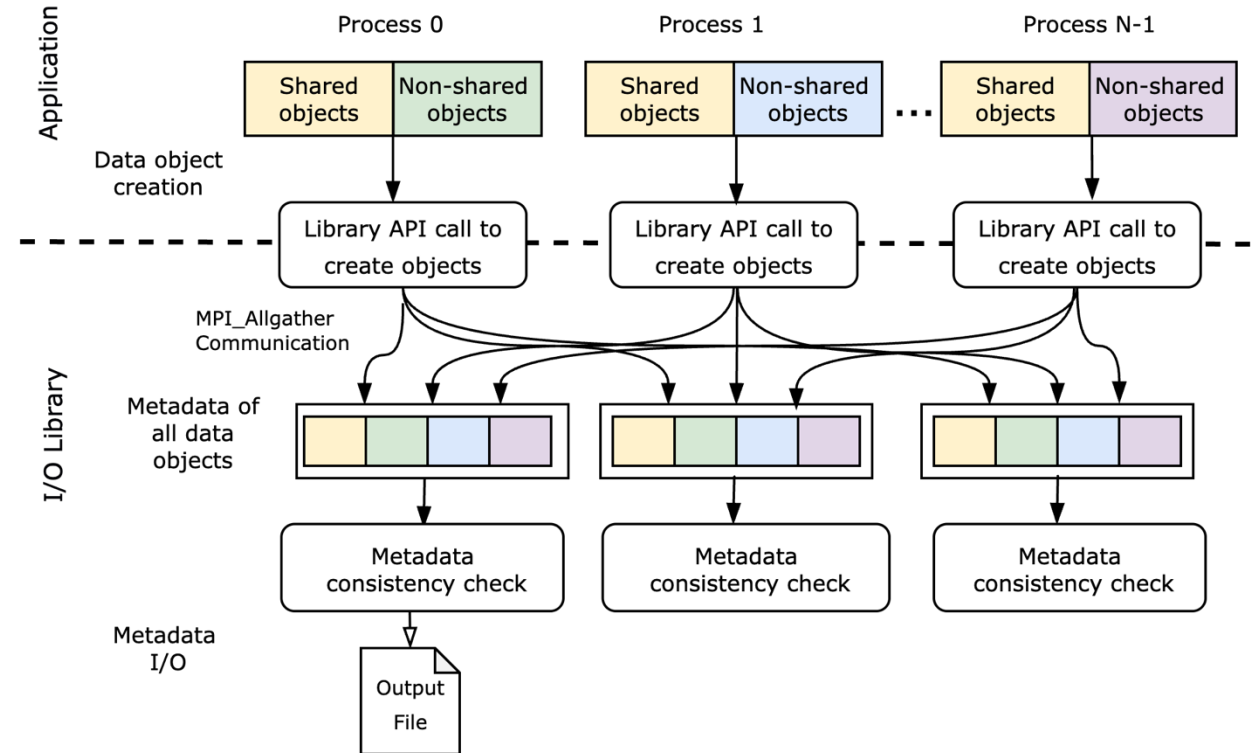 Application
Process 0
Process 1
Process N-1
Shared
objects
Non-shared
objects
Shared
objects
Non-shared
objects
...
Shared
objects
Non-shared
objects
Data object
creation
Library API call to
create objects
Library API call to
create objects
Library API call to
create objects
MPI_Allgather
Communication
I/O Library
Metadata of
all data
objects
Metadata
consistency check
Metadata
consistency check
Metadata
consistency check
Metadata
I/O
Output
File